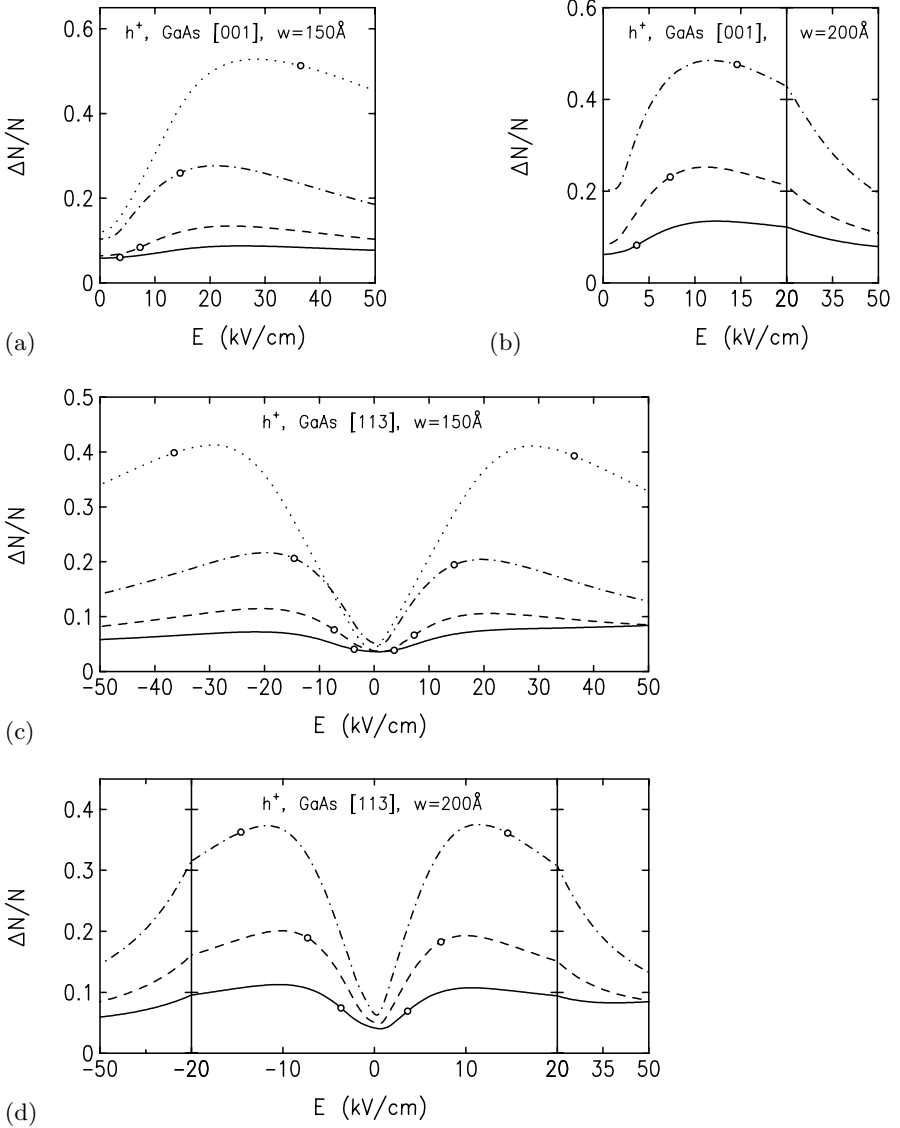 h⁺, GaAs [001], w=150Å
ΔN/N
0.6
0.4
0.2
0
0 10 20 30 40 50
E (kV/cm)
(a)
h⁺, GaAs [001], w=200Å
ΔN/N
0.6
0.4
0.2
0
0 5 10 15 20 35 50
E (kV/cm)
(b)
h⁺, GaAs [113], w=150Å
ΔN/N
0.5
0.4
0.3
0.2
0.1
0
−50 −40 −30 −20 −10 0 10 20 30 40 50
E (kV/cm)
(c)
h⁺, GaAs [113], w=200Å
ΔN/N
0.4
0.3
0.2
0.1
0
−50 −20 −10 0 10 20 35 50
E (kV/cm)
(d)